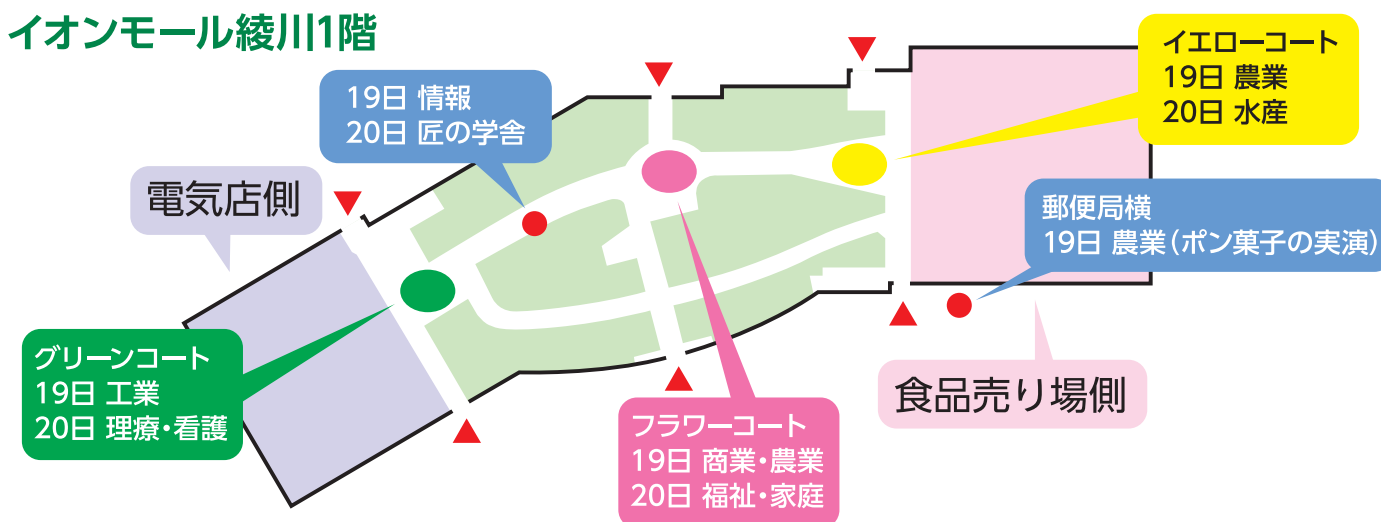 イオンモール綾川1階
19日 情報
20日 匠の学舎
イエローコート
19日 農業
20日 水産
電気店側
郵便局横
19日 農業(ポン菓子の実演)
グリーンコート
19日 工業
20日 理療・看護
フラワーコート
19日 商業・農業
20日 福祉・家庭
食品売り場側